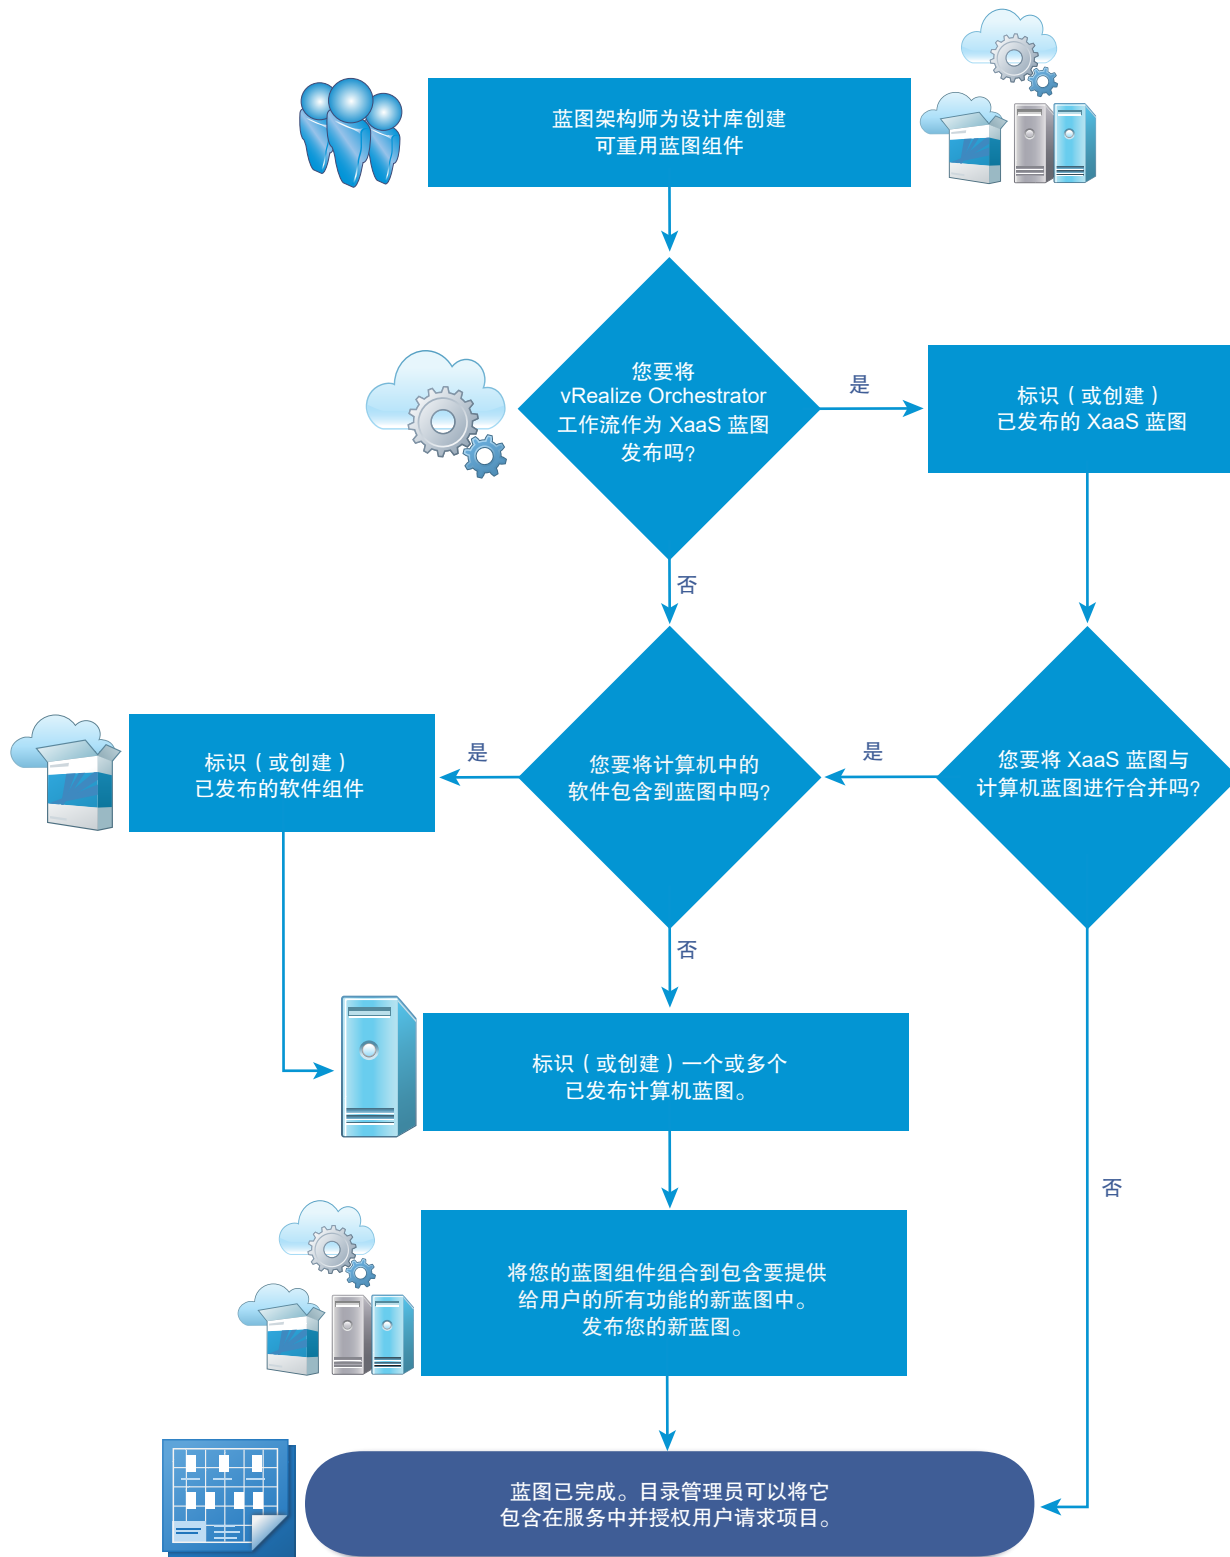 蓝图架构师为设计库创建
可重用蓝图组件
您要将
vRealize Orchestrator
工作流作为 XaaS 蓝图
发布吗?
是
标识（或创建）
已发布的 XaaS 蓝图
否
标识（或创建）
已发布的软件组件
是
您要将计算机中的
软件包含到蓝图中吗?
是
您要将 XaaS 蓝图与
计算机蓝图进行合并吗?
否
标识（或创建）一个或多个
已发布计算机蓝图。
否
将您的蓝图组件组合到包含要提供
给用户的所有功能的新蓝图中。
发布您的新蓝图。
蓝图已完成。目录管理员可以将它
包含在服务中并授权用户请求项目。